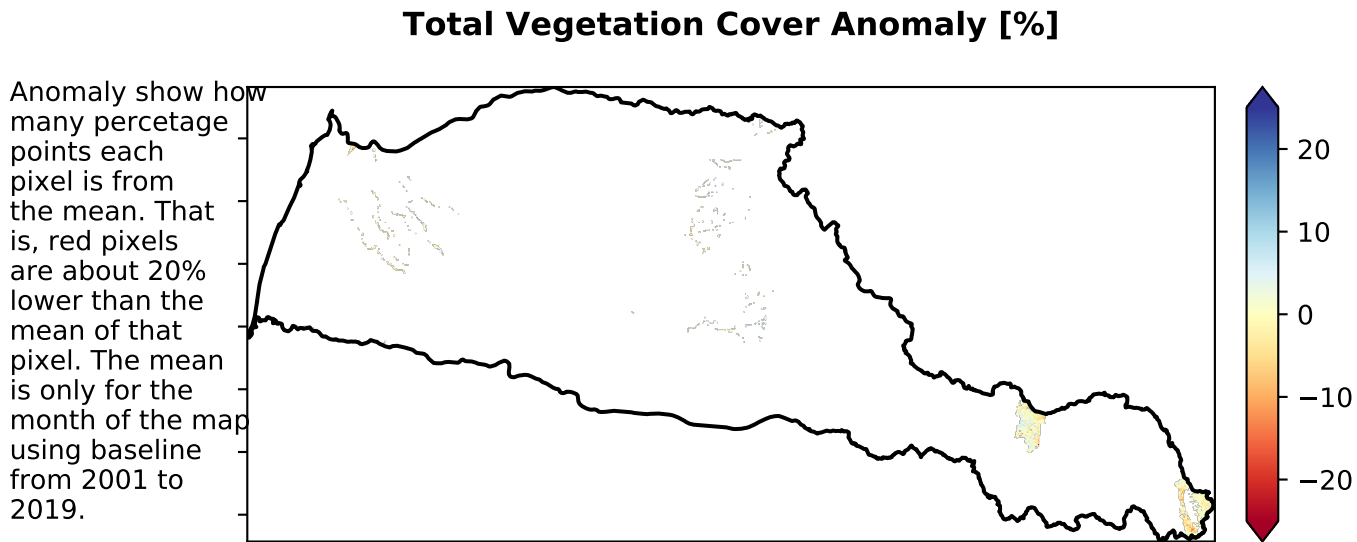 Total Vegetation Cover Anomaly [%]
Anomaly show how
many percetage
points each
pixel is from
the mean. That
is, red pixels
are about 20%
lower than the
mean of that
pixel. The mean
is only for the
month of the map
using baseline
from 2001 to
2019.
20
10
0
−10
−20